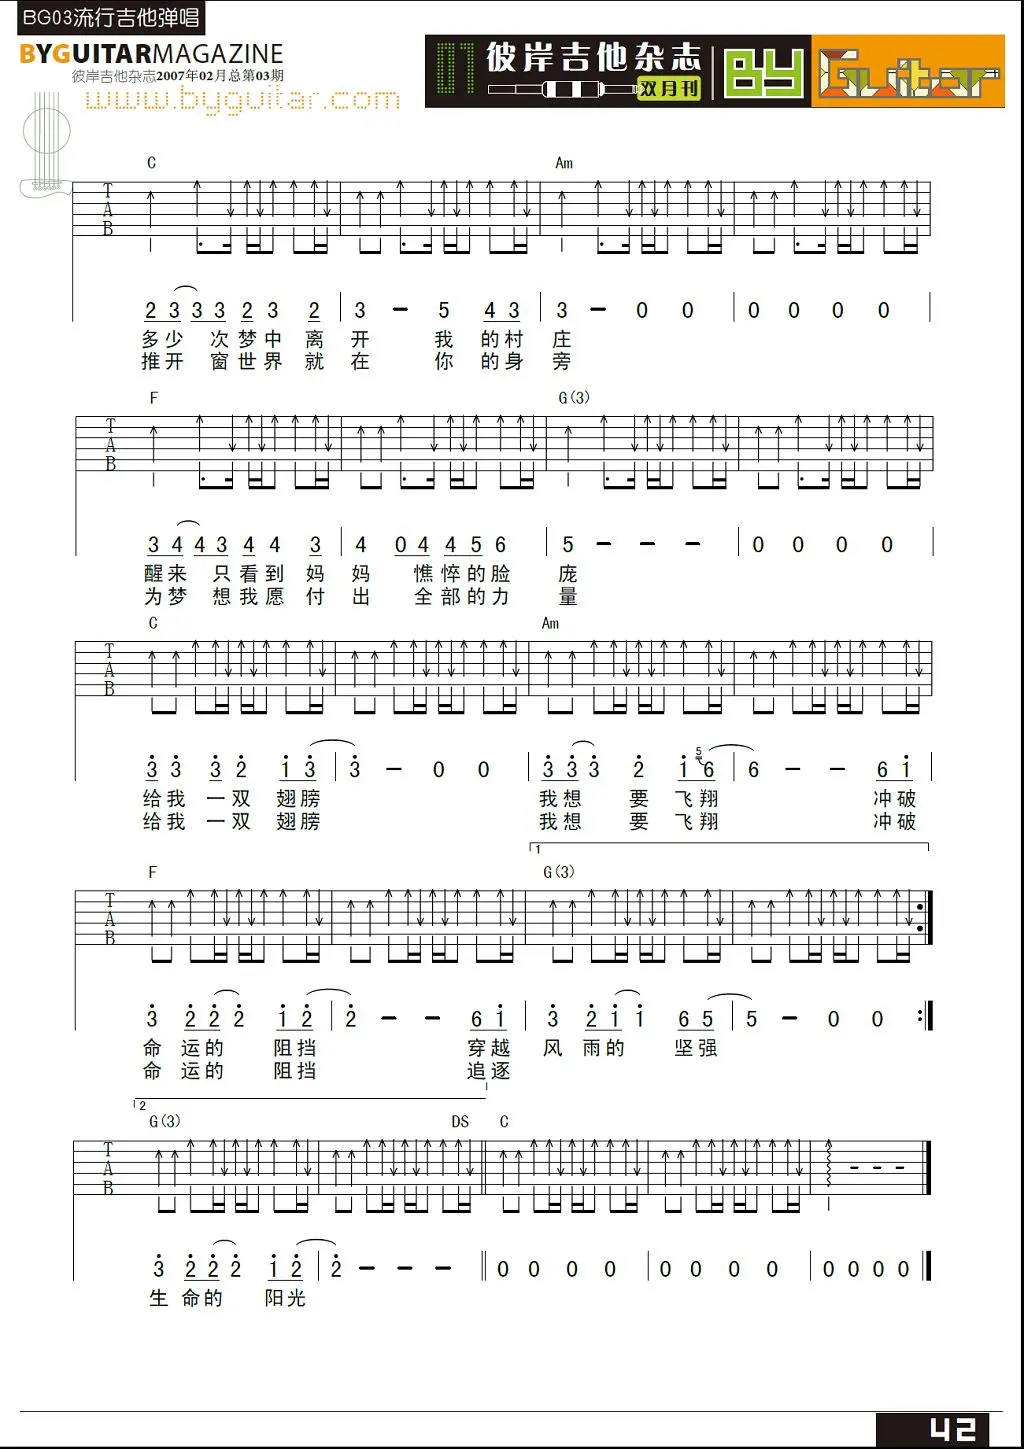 BG03流行吉他弹唱
BYGUITARMAGAZINE
彼岸吉他杂志2007年02月总第03期
www.byguitar.com
01 彼岸吉他杂志 双月刊 BY Guitar
C Am
T
A
B
2 3 3 3 2 3 2 3 - 5 4 3 3 - 0 0 0 0 0 0
多少 次梦中 离 开 我 的村 庄
推开 窗世界 就 在 你 的身 旁
F G(3)
T
A
B
3 4 4 3 4 4 3 4 0 4 4 5 6 5 - - - 0 0 0 0
醒来 只看到 妈 妈 憔悴的脸 庞
为梦 想我愿 付 出 全部的力 量
C Am
T
A
B
3 3 3 2 1 3 3 - 0 0 3 3 3 2 1 5 6 6 - - 6 1
给我 一双 翅膀 我想 要 飞翔 冲破
给我 一双 翅膀 我想 要 飞翔 冲破
1
F G(3)
T
A
B
3 2 2 2 1 2 2 - - 6 1 3 2 1 1 6 5 5 - 0 0
命 运的 阻挡 穿越 风 雨的 坚强
命 运的 阻挡 追逐
2
G(3) DS C
T
A
B
3 2 2 2 1 2 2 - - - 0 0 0 0 0 0 0 0 0 0 0 0
生 命的 阳光
42